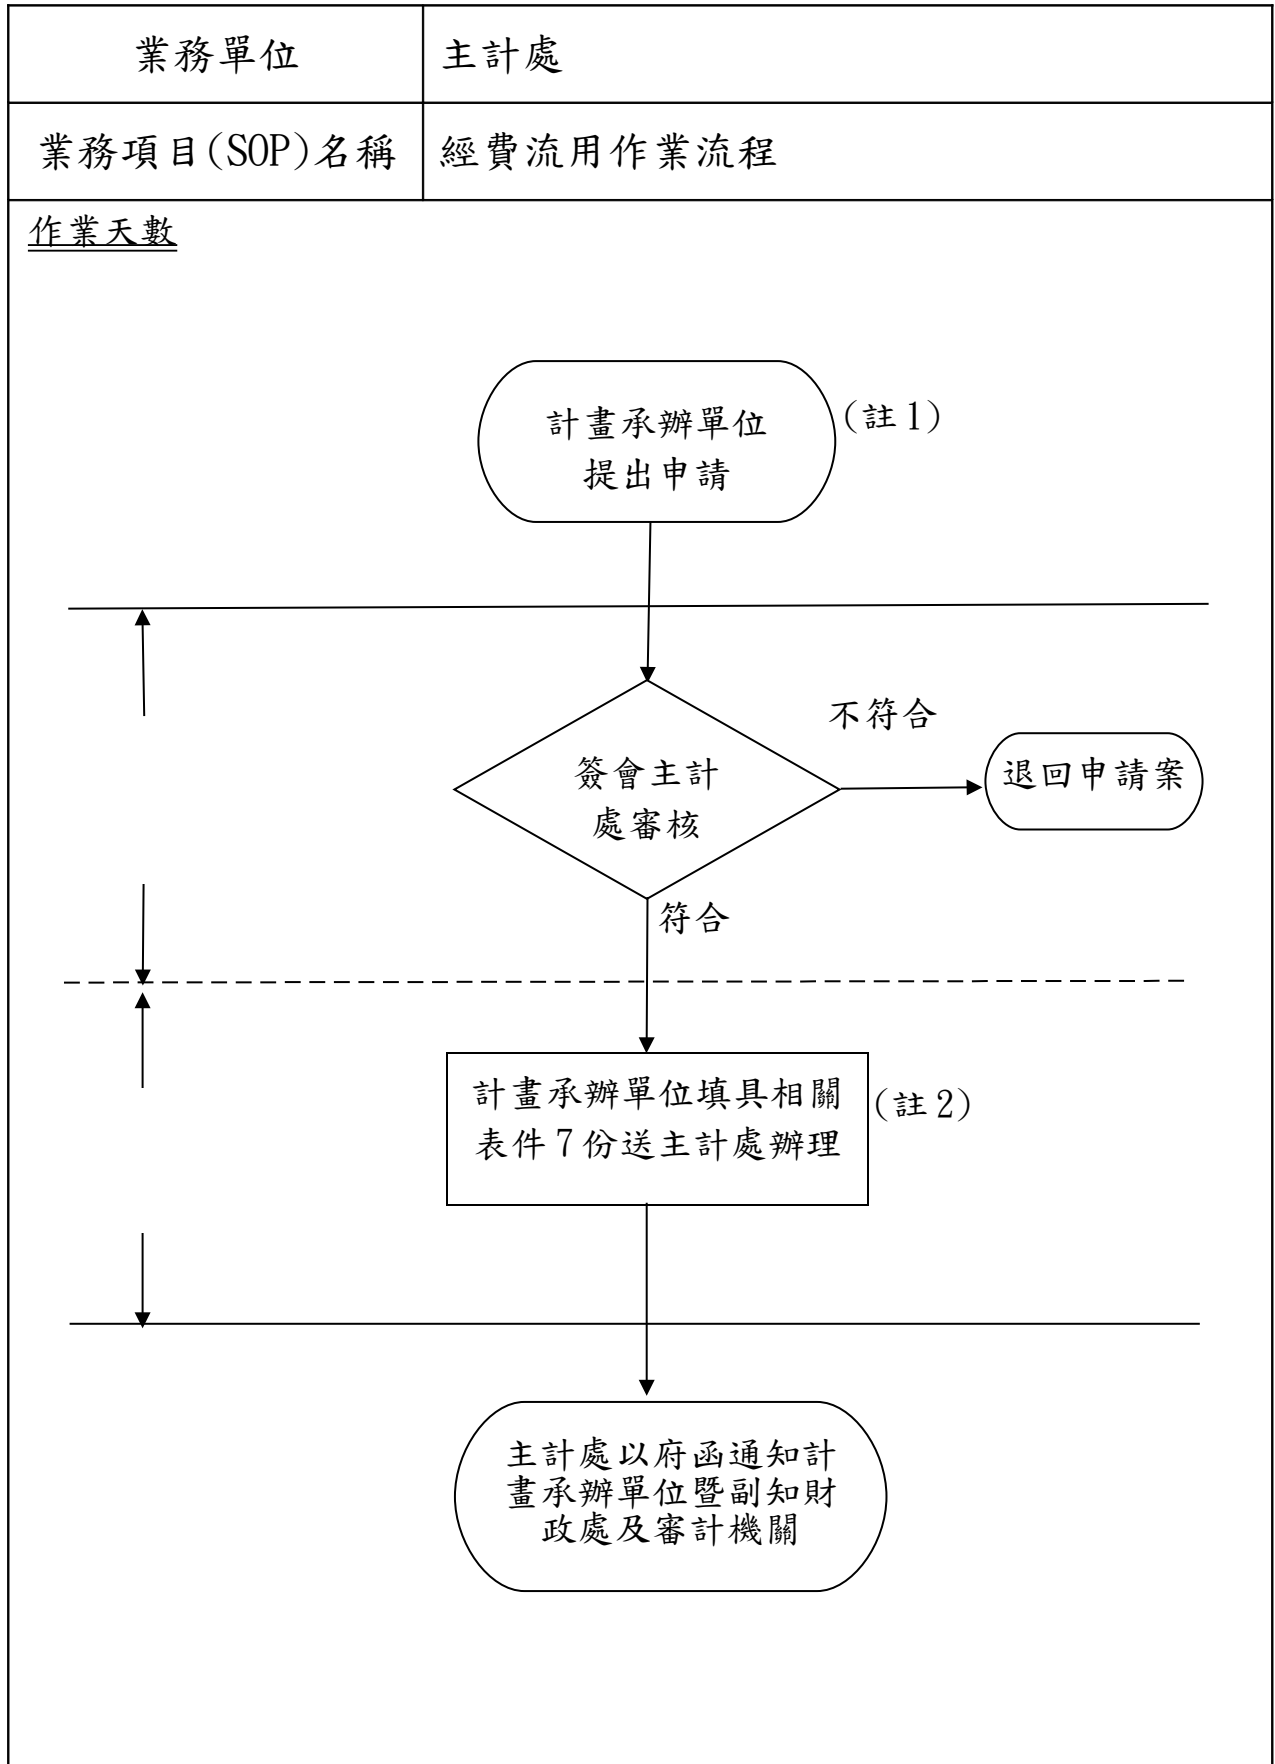 業務單位
主計處
業務項目(SOP)名稱
經費流用作業流程
作業天數
計畫承辦單位
提出申請
(註1)
簽會主計
處審核
不符合
退回申請案
符合
計畫承辦單位填具相關
表件7份送主計處辦理
(註2)
主計處以府函通知計
畫承辦單位暨副知財
政處及審計機關